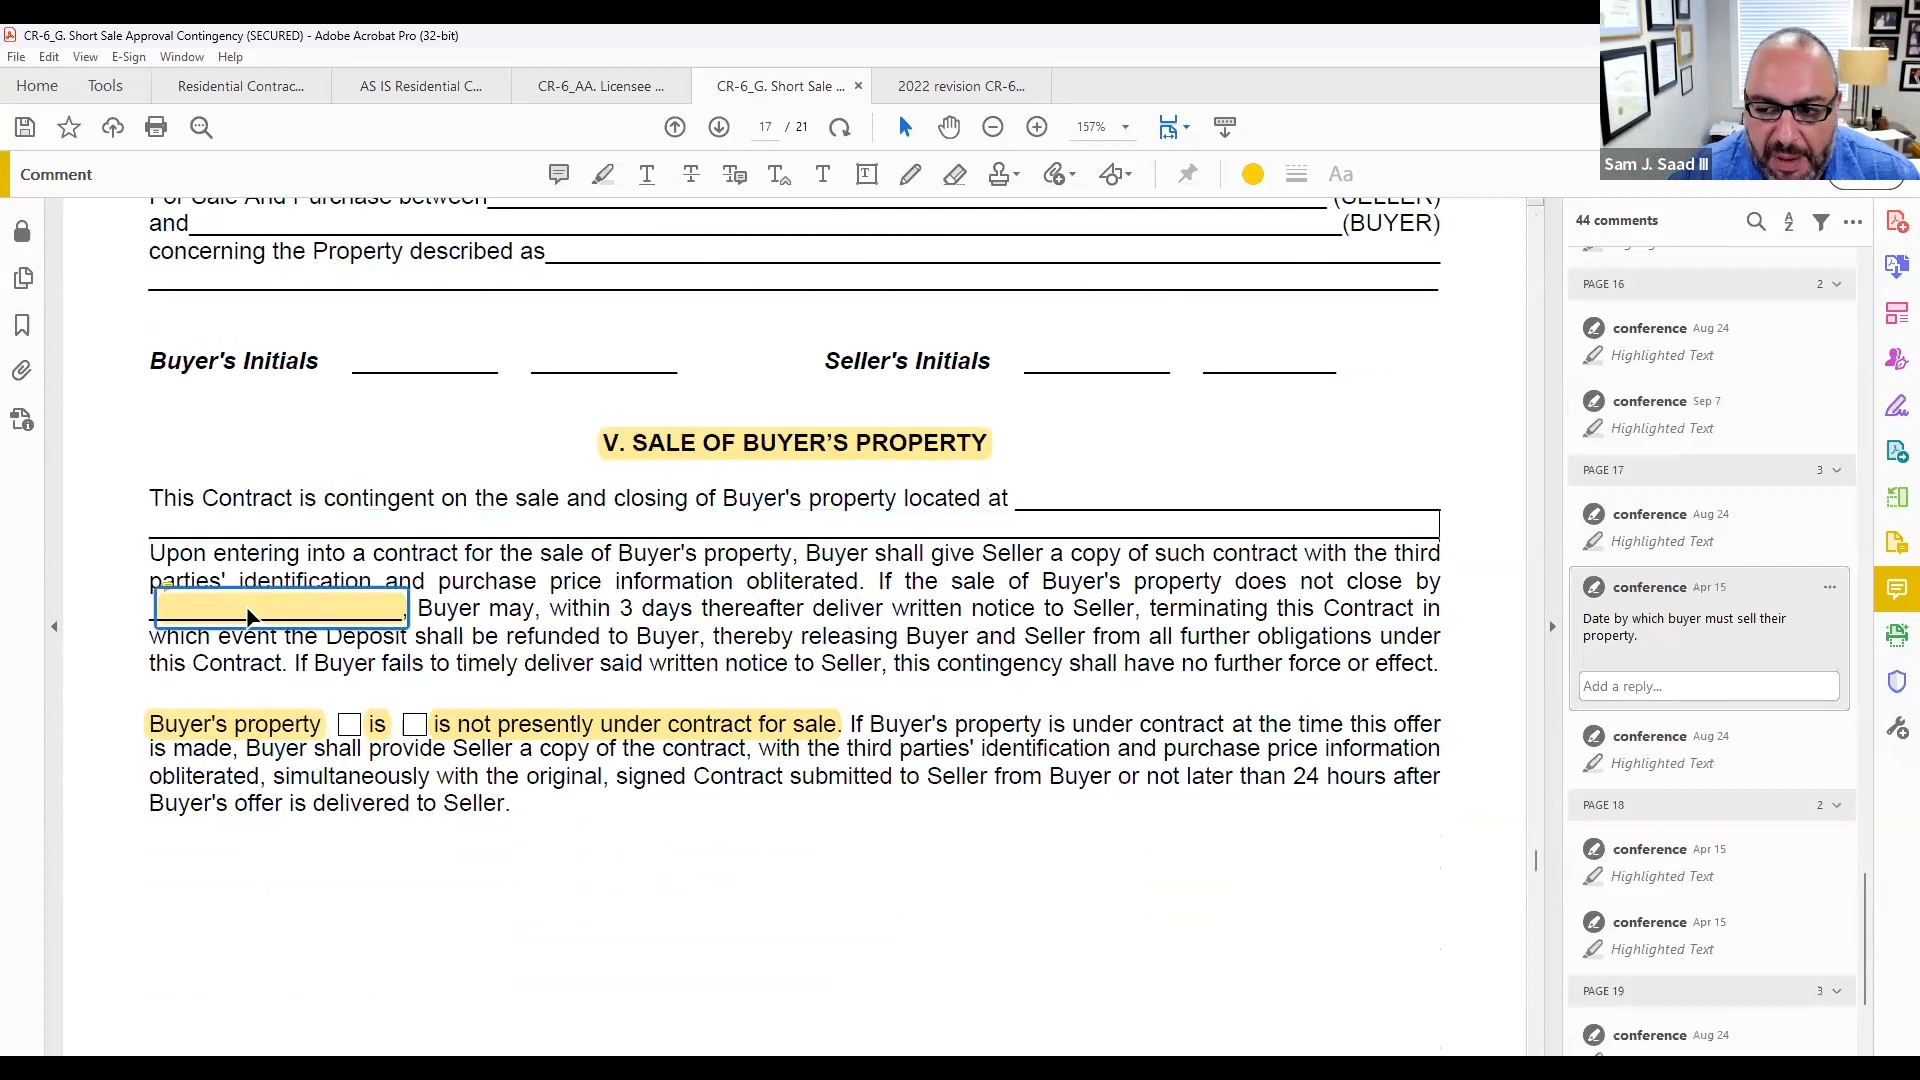 CR-6_G. Short Sale Approval Contingency (SECURED) - Adobe Acrobat Pro (32-bit)
File Edit View E-Sign Window Help
Home Tools Residential Contrac... AS IS Residential C... CR-6_AA. Licensee ... CR-6_G. Short Sale ... × 2022 revision CR-6...
17 / 21 157%
Comment
Sam J. Saad III
For Sale And Purchase between (SELLER)
and (BUYER)
concerning the Property described as
Buyer's Initials Seller's Initials
V. SALE OF BUYER’S PROPERTY
This Contract is contingent on the sale and closing of Buyer's property located at
Upon entering into a contract for the sale of Buyer's property, Buyer shall give Seller a copy of such contract with the third
parties' identification and purchase price information obliterated. If the sale of Buyer's property does not close by
, Buyer may, within 3 days thereafter deliver written notice to Seller, terminating this Contract in
which event the Deposit shall be refunded to Buyer, thereby releasing Buyer and Seller from all further obligations under
this Contract. If Buyer fails to timely deliver said written notice to Seller, this contingency shall have no further force or effect.
Buyer's property is is not presently under contract for sale. If Buyer's property is under contract at the time this offer
is made, Buyer shall provide Seller a copy of the contract, with the third parties' identification and purchase price information
obliterated, simultaneously with the original, signed Contract submitted to Seller from Buyer or not later than 24 hours after
Buyer's offer is delivered to Seller.
44 comments
Highlighted Text
PAGE 16 2
conference Aug 24
Highlighted Text
conference Sep 7
Highlighted Text
PAGE 17 3
conference Aug 24
Highlighted Text
conference Apr 15
Date by which buyer must sell their
property.
Add a reply...
conference Aug 24
Highlighted Text
PAGE 18 2
conference Apr 15
Highlighted Text
conference Apr 15
Highlighted Text
PAGE 19 3
conference Aug 24